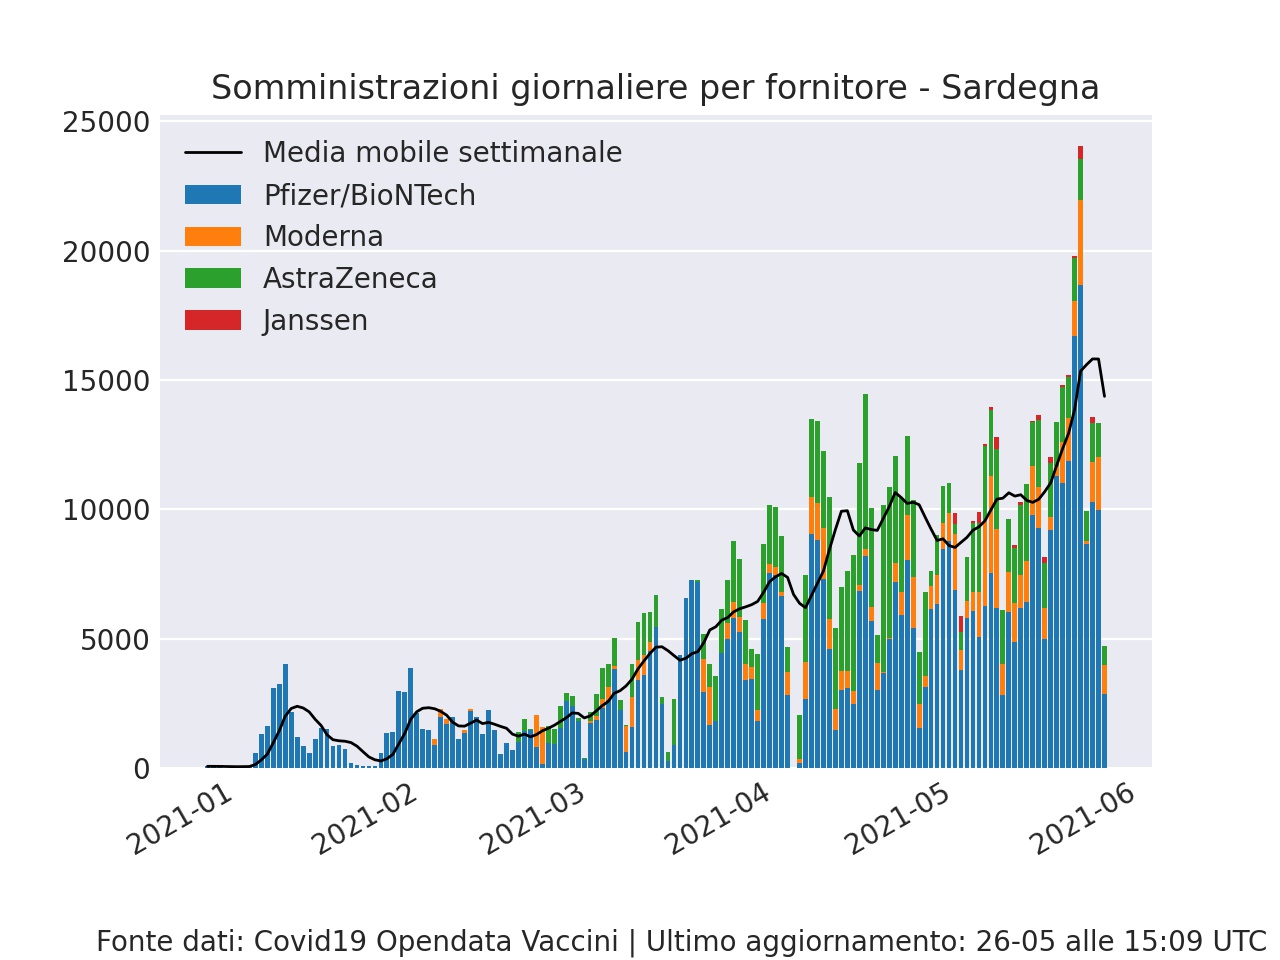 Somministrazioni giornaliere per fornitore - Sardegna
25000
20000
15000
10000
5000
0
Media mobile settimanale
Pfizer/BioNTech
Moderna
AstraZeneca
Janssen
2021-01
2021-02
2021-03
2021-04
2021-05
2021-06
Fonte dati: Covid19 Opendata Vaccini | Ultimo aggiornamento: 26-05 alle 15:09 UTC